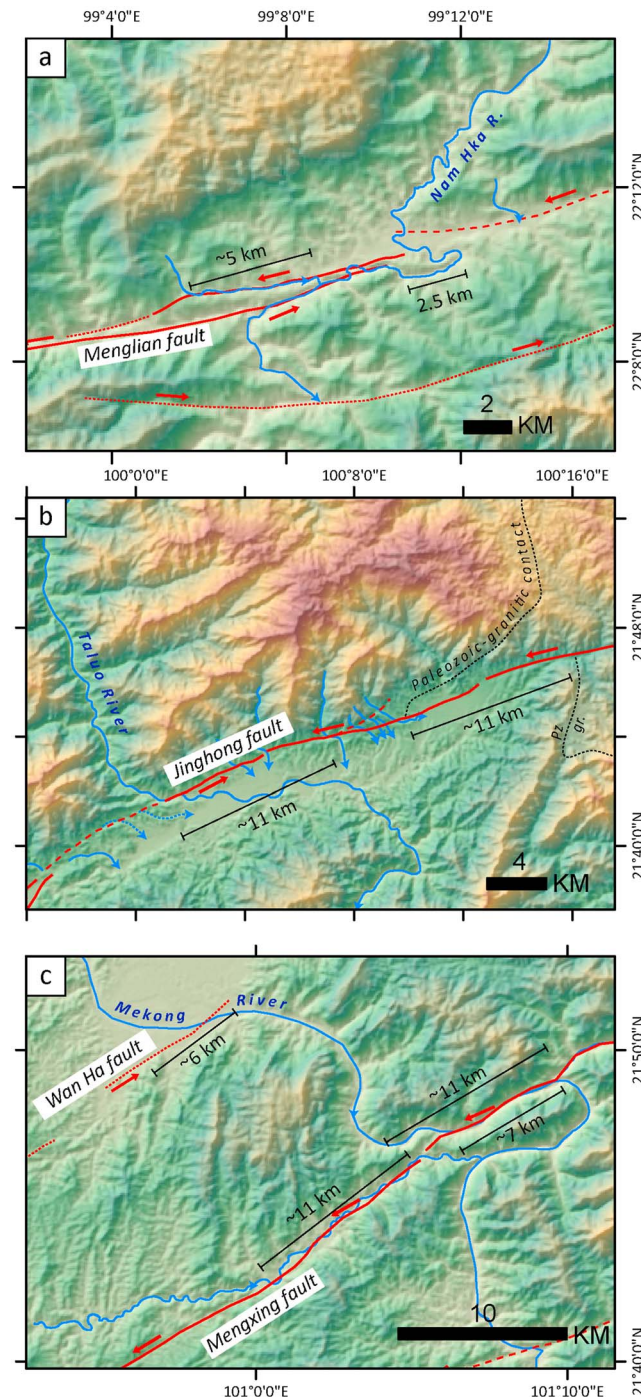 99°4'0"E 99°8'0"E 99°12'0"E
a
Nam Hka R.
22°12'0"N
~5 km
2.5 km
Menglian fault
22°8'0"N
2
KM
100°0'0"E 100°8'0"E 100°16'0"E
b
Paleozoic granitic contact
Taluo River
21°48'0"N
Jinghong fault
~11 km
Pz
gr.
~11 km
21°40'0"N
4
KM
c
Mekong River
Wan Ha fault
~6 km
21°50'0"N
~11 km
~7 km
~11 km
Mengxing fault
10
KM
21°40'0"N
101°0'0"E 101°10'0"E